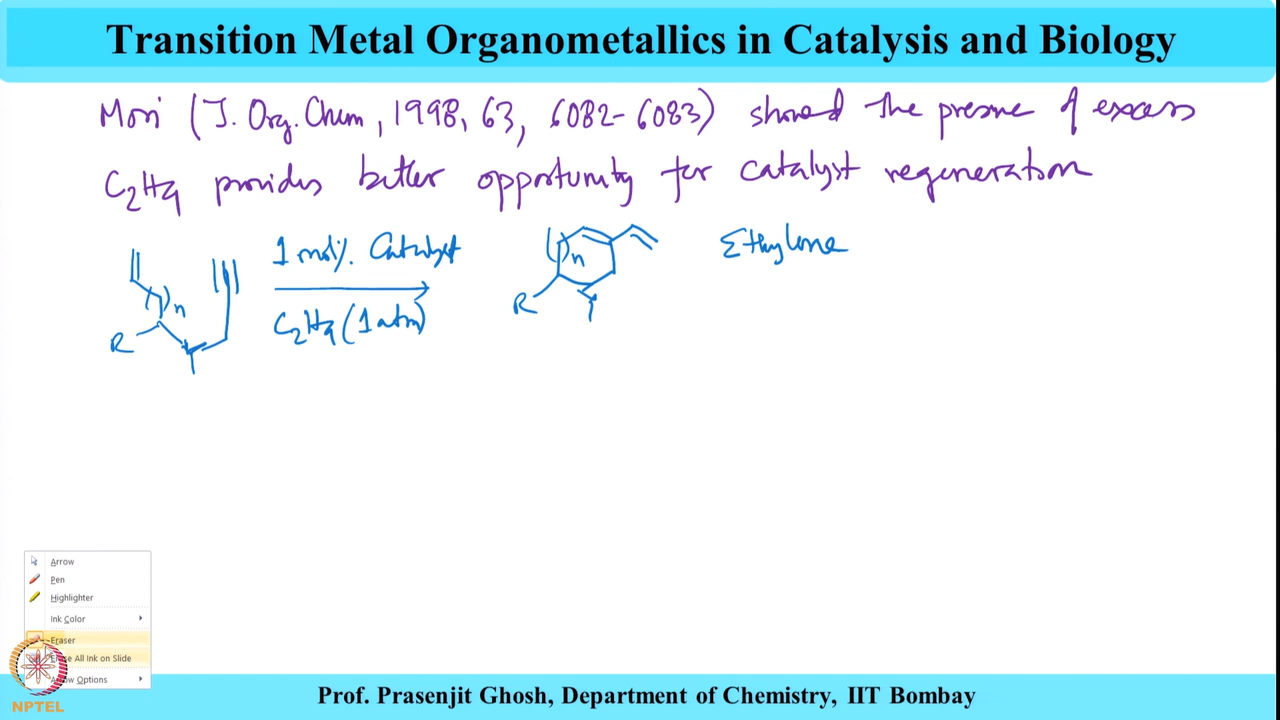 Transition Metal Organometallics in Catalysis and Biology
Mori (J. Org. Chem, 1998, 63, 6082-6083) showed the presence of excess
C2H4 provides better opportunity for catalyst regeneration
1 mol%. Catalyst
C2H4 (1 atm)
Ethylene
n
R
Y
n
R
Y
Arrow
Pen
Highlighter
Ink Color
Eraser
Erase All Ink on Slide
Arrow Options
NPTEL
Prof. Prasenjit Ghosh, Department of Chemistry, IIT Bombay